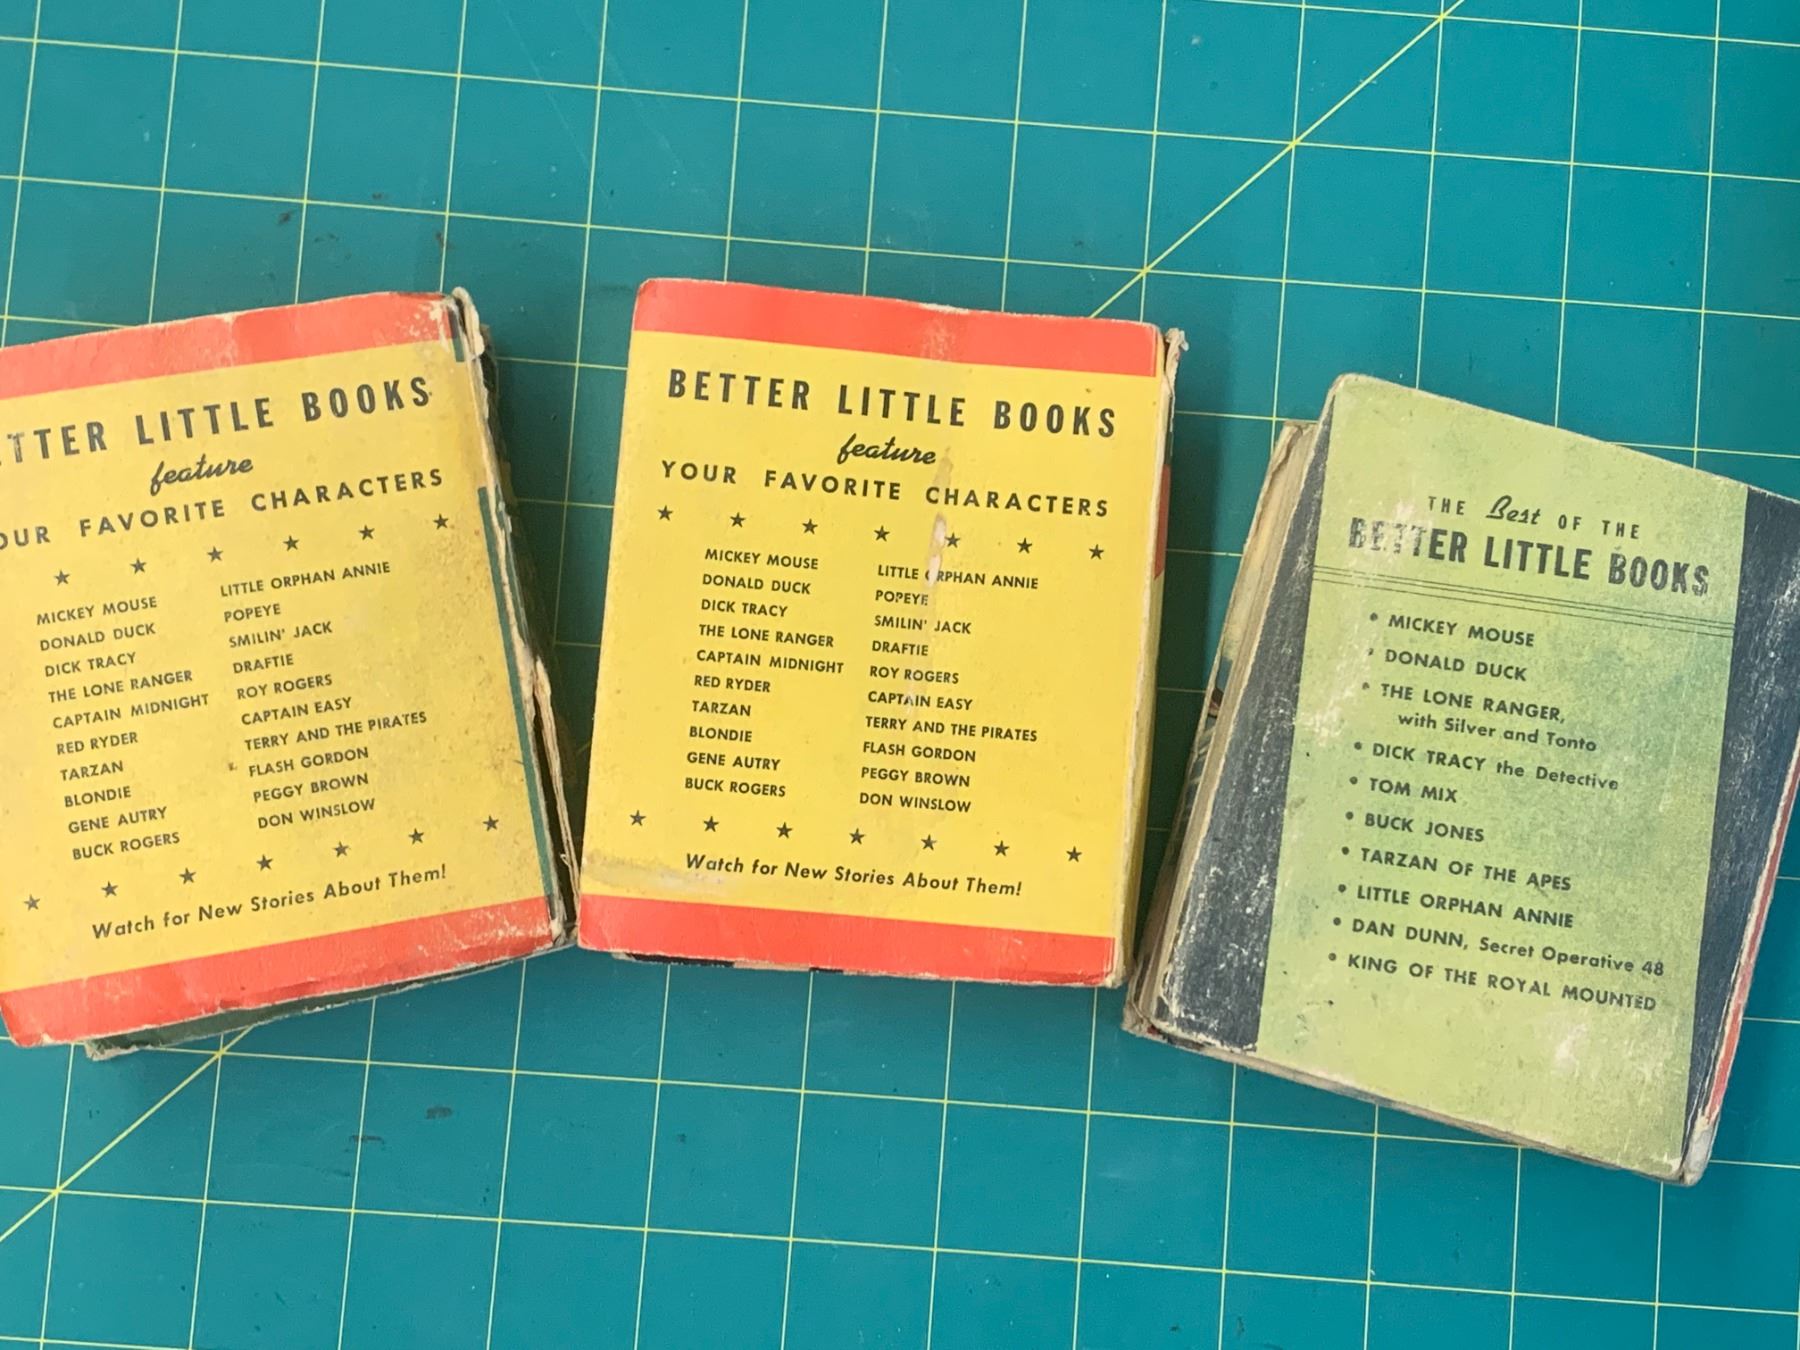 LITTLE BOOKS
feature
FAVORITE CHARACTERS
MICKEY MOUSE
DONALD DUCK
DICK TRACY
THE LONE RANGER
CAPTAIN MIDNIGHT
RED RYDER
TARZAN
BLONDIE
GENE AUTRY
BUCK ROGERS
LITTLE ORPHAN ANNIE
POPEYE
SMILIN' JACK
DRAFTIE
ROY ROGERS
CAPTAIN EASY
TERRY AND THE PIRATES
FLASH GORDON
PEGGY BROWN
DON WINSLOW
Watch for New Stories About Them!
BETTER LITTLE BOOKS
feature
YOUR FAVORITE CHARACTERS
MICKEY MOUSE
DONALD DUCK
DICK TRACY
THE LONE RANGER
CAPTAIN MIDNIGHT
RED RYDER
TARZAN
BLONDIE
GENE AUTRY
BUCK ROGERS
LITTLE ORPHAN ANNIE
POPEYE
SMILIN' JACK
DRAFTIE
ROY ROGERS
CAPTAIN EASY
TERRY AND THE PIRATES
FLASH GORDON
PEGGY BROWN
DON WINSLOW
Watch for New Stories About Them!
THE Best OF THE
BETTER LITTLE BOOKS
• MICKEY MOUSE
• DONALD DUCK
• THE LONE RANGER,
with Silver and Tonto
• DICK TRACY the Detective
• TOM MIX
• BUCK JONES
• TARZAN OF THE APES
• LITTLE ORPHAN ANNIE
• DAN DUNN, Secret Operative 48
• KING OF THE ROYAL MOUNTED